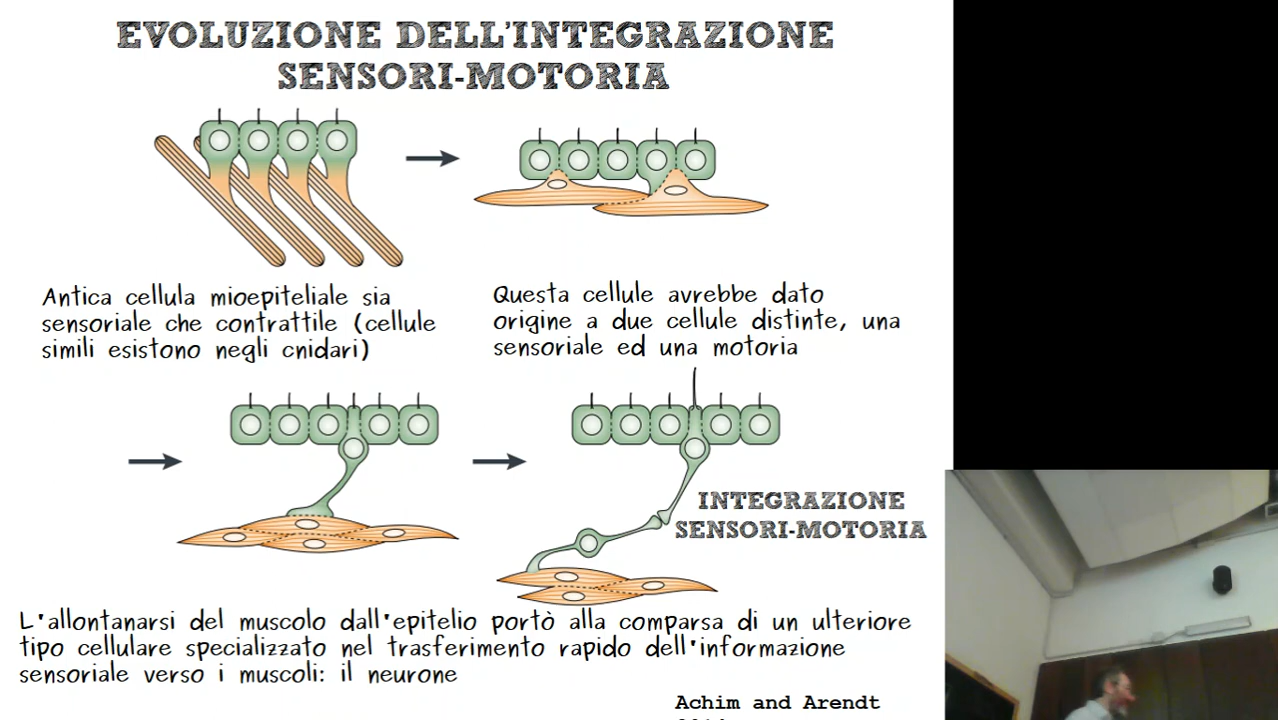 EVOLUZIONE DELL'INTEGRAZIONE
SENSORI-MOTORIA
Antica cellula mioepiteliale sia
sensoriale che contrattile (cellule
simili esistono negli cnidari)
Questa cellule avrebbe dato
origine a due cellule distinte, una
sensoriale ed una motoria
INTEGRAZIONE
SENSORI-MOTORIA
L'allontanarsi del muscolo dall'epitelio portò alla comparsa di un ulteriore
tipo cellulare specializzato nel trasferimento rapido dell'informazione
sensoriale verso i muscoli: il neurone
Achim and Arendt